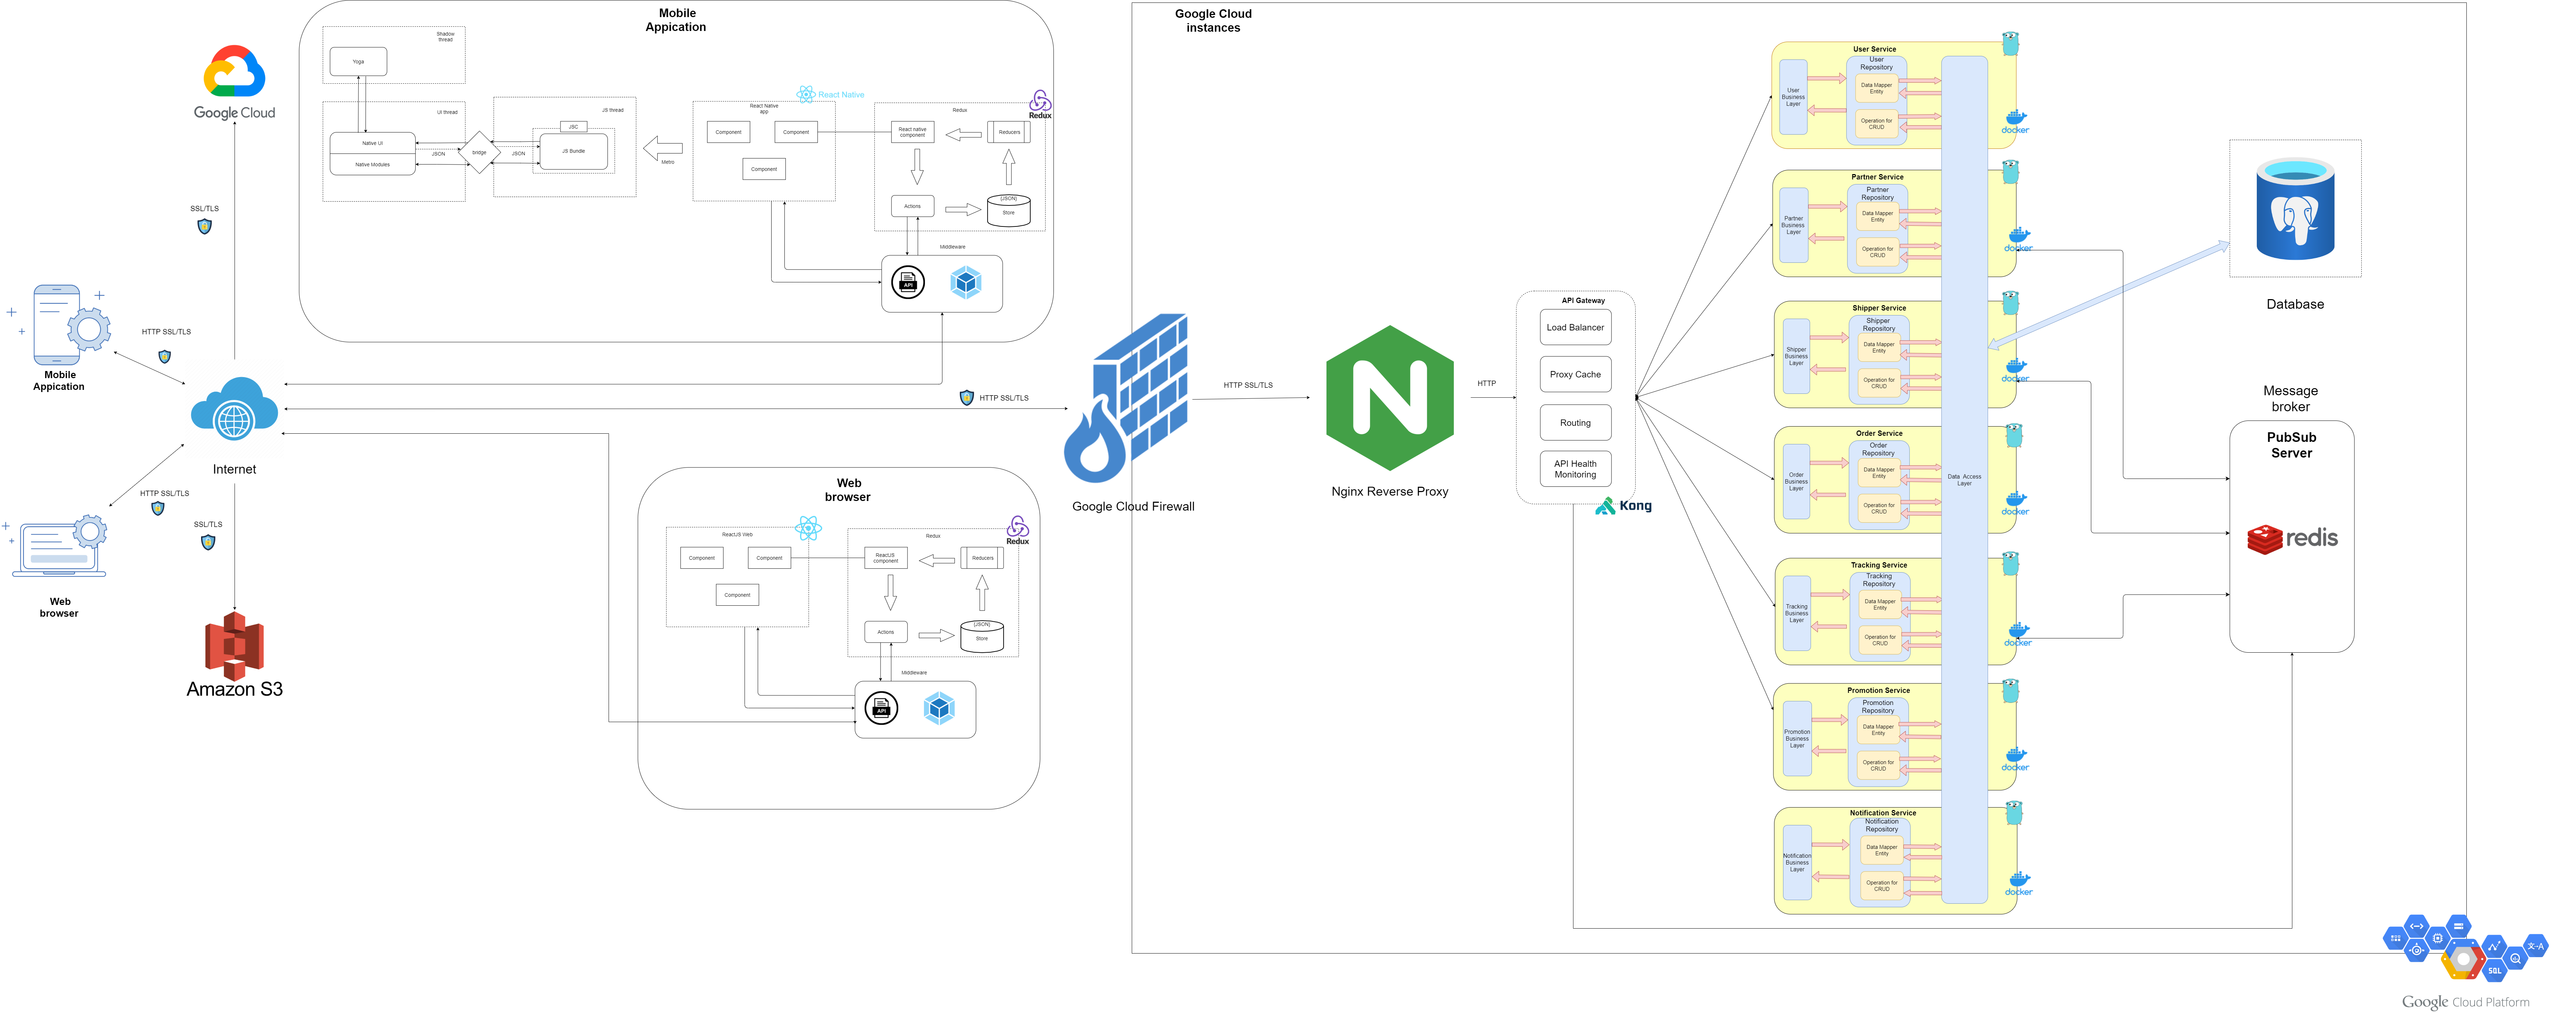 Mobile
Appication
Shadow
thread
Yoga
UI thread
Native UI
Native Modules
JSON
bridge
JSON
JS thread
JSC
JS Bundle
Metro
React Native
React Native
app
Component
Component
Component
Redux
Redux
React native
component
Reducers
Actions
[JSON]
Store
Middleware
API
Google Cloud
SSL/TLS
HTTP SSL/TLS
Mobile
Appication
Internet
HTTP SSL/TLS
SSL/TLS
Web
browser
Amazon S3
Web
browser
ReactJS Web
Component
Component
Component
Redux
Redux
ReactJS
component
Reducers
Actions
[JSON]
Store
Middleware
API
HTTP SSL/TLS
Google Cloud
instances
Google Cloud Firewall
HTTP SSL/TLS
Nginx Reverse Proxy
HTTP
API Gateway
Load Balancer
Proxy Cache
Routing
API Health
Monitoring
Kong
User Service
User
Business
Layer
User
Repository
Data Mapper
Entity
Operation for
CRUD
docker
Partner Service
Partner
Business
Layer
Partner
Repository
Data Mapper
Entity
Operation for
CRUD
docker
Shipper Service
Shipper
Business
Layer
Shipper
Repository
Data Mapper
Entity
Operation for
CRUD
docker
Order Service
Order
Business
Layer
Order
Repository
Data Mapper
Entity
Operation for
CRUD
docker
Data Access
Layer
Tracking Service
Tracking
Business
Layer
Tracking
Repository
Data Mapper
Entity
Operation for
CRUD
docker
Promotion Service
Promotion
Business
Layer
Promotion
Repository
Data Mapper
Entity
Operation for
CRUD
docker
Notification Service
Notification
Business
Layer
Notification
Repository
Data Mapper
Entity
Operation for
CRUD
docker
Database
Message
broker
PubSub
Server
redis
SQL
Google Cloud Platform